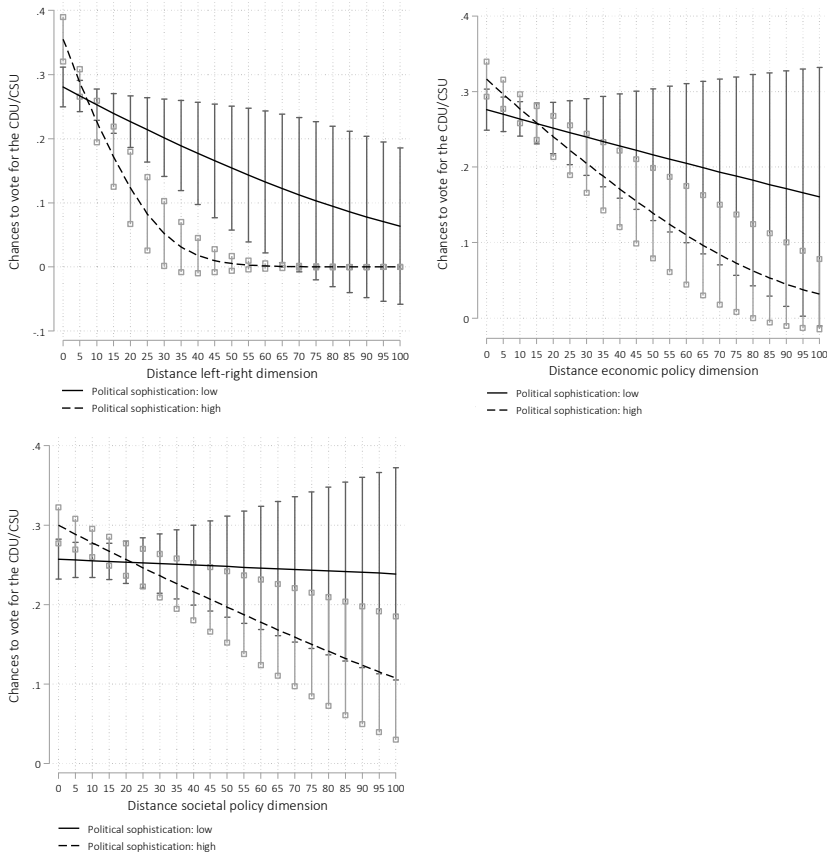 .4
.3
.2
.1
0
-.1
Chances to vote for the CDU/CSU
0 5 10 15 20 25 30 35 40 45 50 55 60 65 70 75 80 85 90 95 100
Distance left-right dimension
Political sophistication: low
Political sophistication: high
.4
.3
.2
.1
0
Chances to vote for the CDU/CSU
0 5 10 15 20 25 30 35 40 45 50 55 60 65 70 75 80 85 90 95 100
Distance economic policy dimension
Political sophistication: low
Political sophistication: high
.4
.3
.2
.1
0
Chances to vote for the CDU/CSU
0 5 10 15 20 25 30 35 40 45 50 55 60 65 70 75 80 85 90 95 100
Distance societal policy dimension
Political sophistication: low
Political sophistication: high